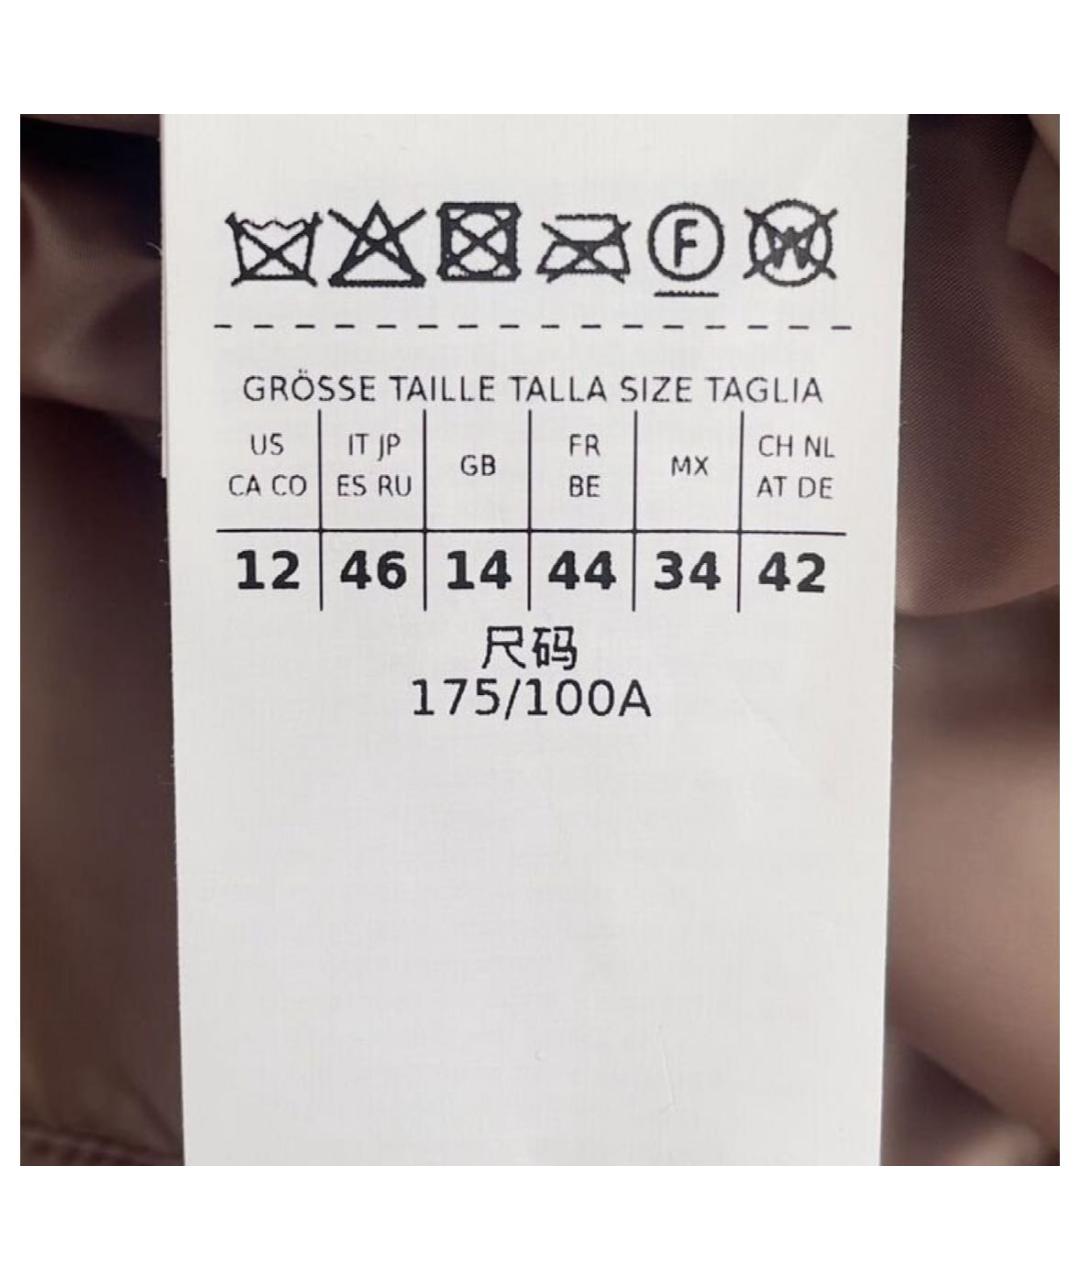 F W
GRÖSSE TAILLE TALLA SIZE TAGLIA
US IT JP GB FR MX CH NL
CA CO ES RU BE AT DE
12 46 14 44 34 42
尺码
175/100A